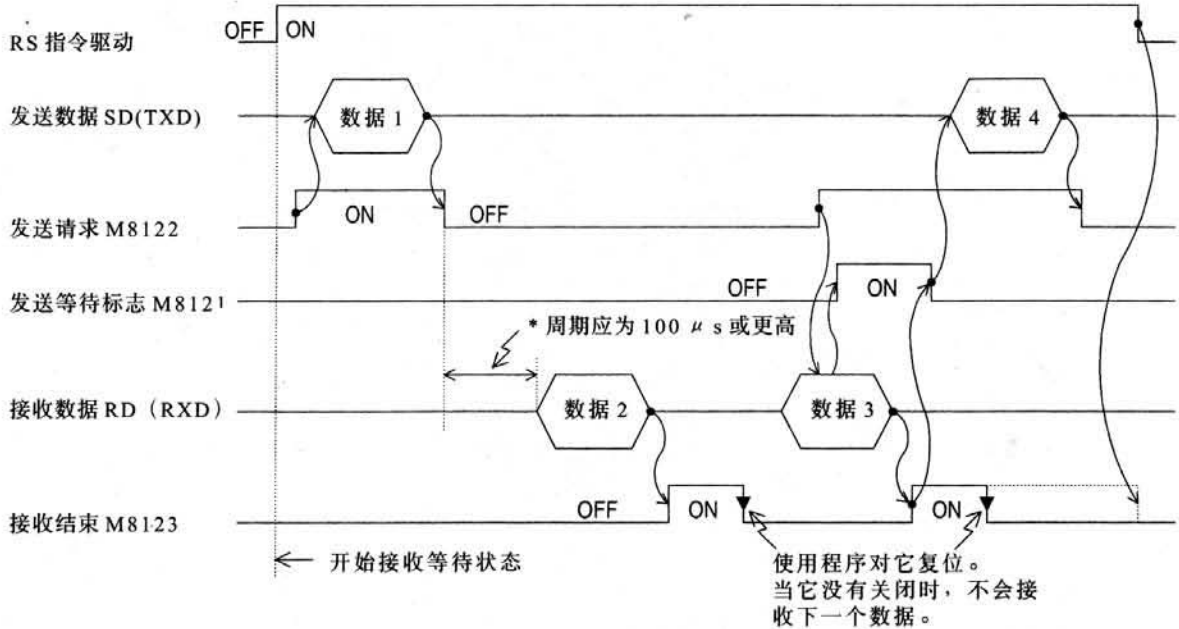 OFF ON
RS 指令驱动
发送数据 SD(TXD)
数据 1
数据 4
ON
OFF
发送请求 M8122
OFF
ON
发送等待标志 M8121
* 周期应为 100 μ s 或更高
接收数据 RD（RXD）
数据 2
数据 3
OFF
ON
ON
接收结束 M8123
开始接收等待状态
使用程序对它复位。
当它没有关闭时，不会接
收下一个数据。